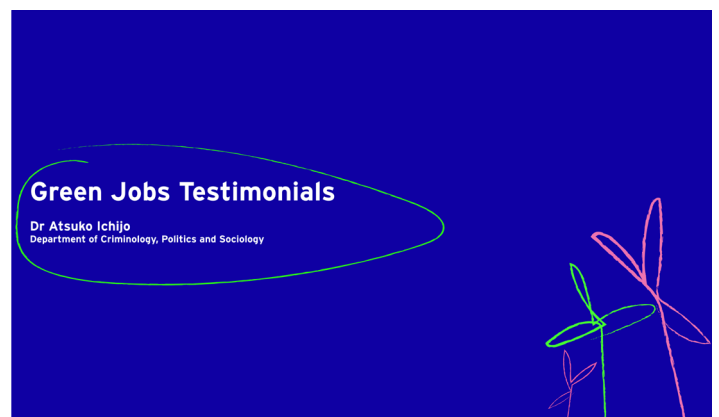 Green Jobs Testimonials
Dr Atsuko Ichijo
Department of Criminology, Politics and Sociology